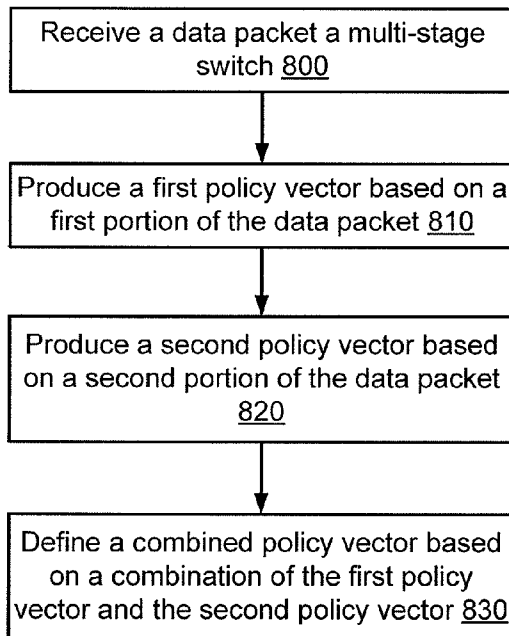 Receive a data packet a multi-stage
switch 800
Produce a first policy vector based on a
first portion of the data packet 810
Produce a second policy vector based
on a second portion of the data packet
820
Define a combined policy vector based
on a combination of the first policy
vector and the second policy vector 830